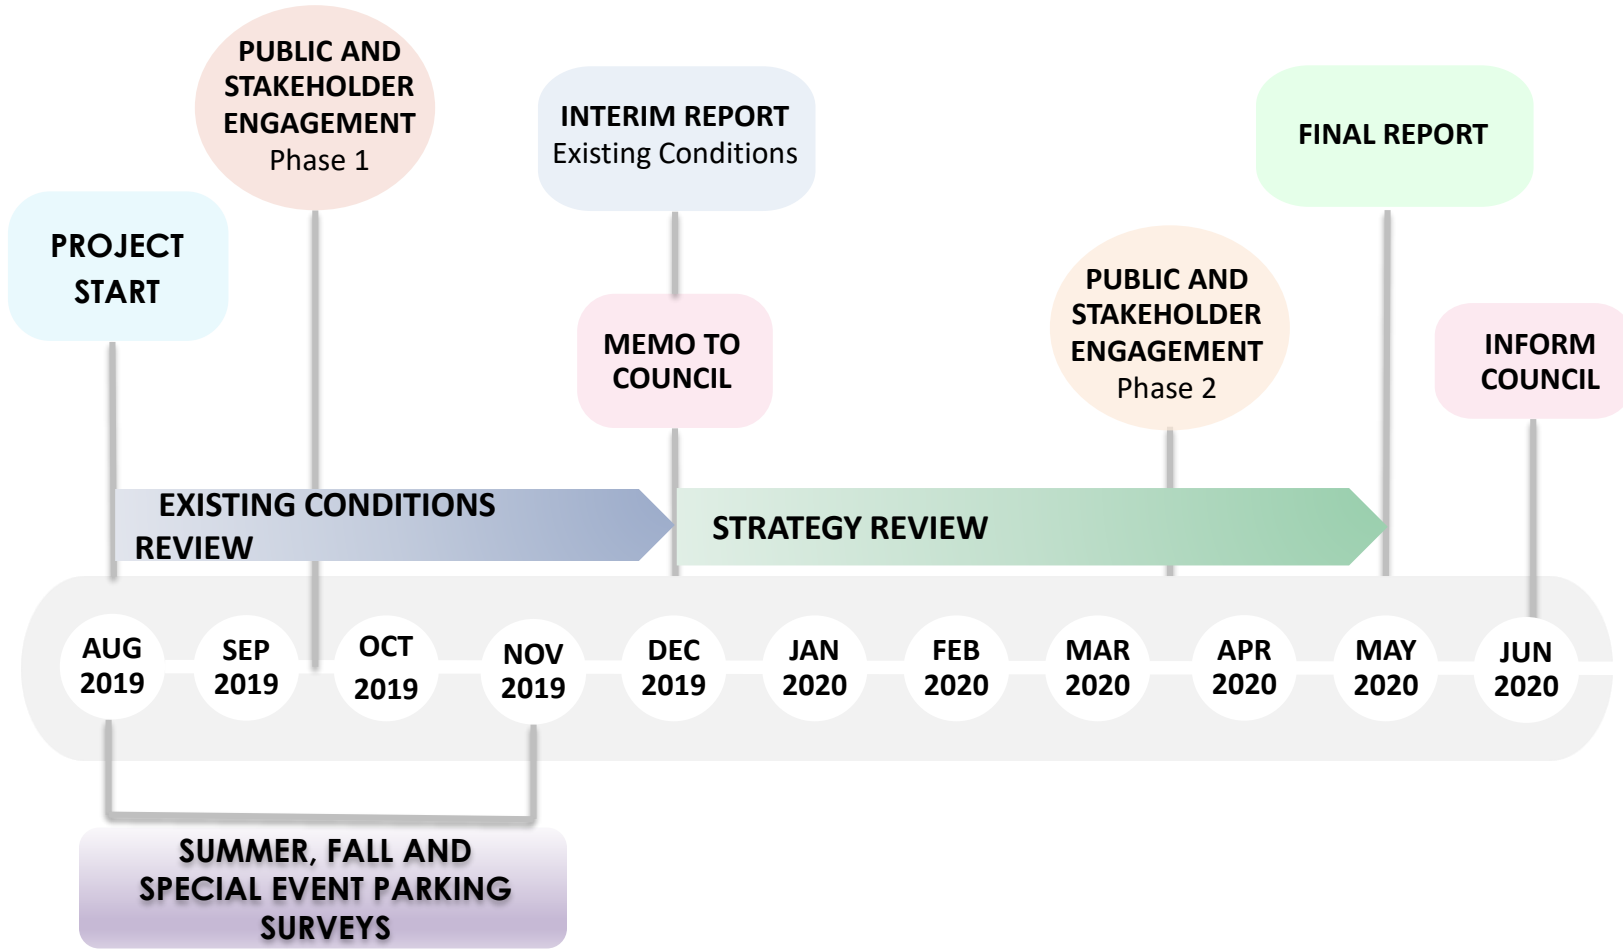 PUBLIC AND
STAKEHOLDER
ENGAGEMENT
Phase 1
INTERIM REPORT
Existing Conditions
FINAL REPORT
PROJECT
START
PUBLIC AND
STAKEHOLDER
ENGAGEMENT
Phase 2
MEMO TO
COUNCIL
INFORM
COUNCIL
EXISTING CONDITIONS
REVIEW
STRATEGY REVIEW
AUG
2019
SEP
2019
OCT
2019
NOV
2019
DEC
2019
JAN
2020
FEB
2020
MAR
2020
APR
2020
MAY
2020
JUN
2020
SUMMER, FALL AND
SPECIAL EVENT PARKING
SURVEYS